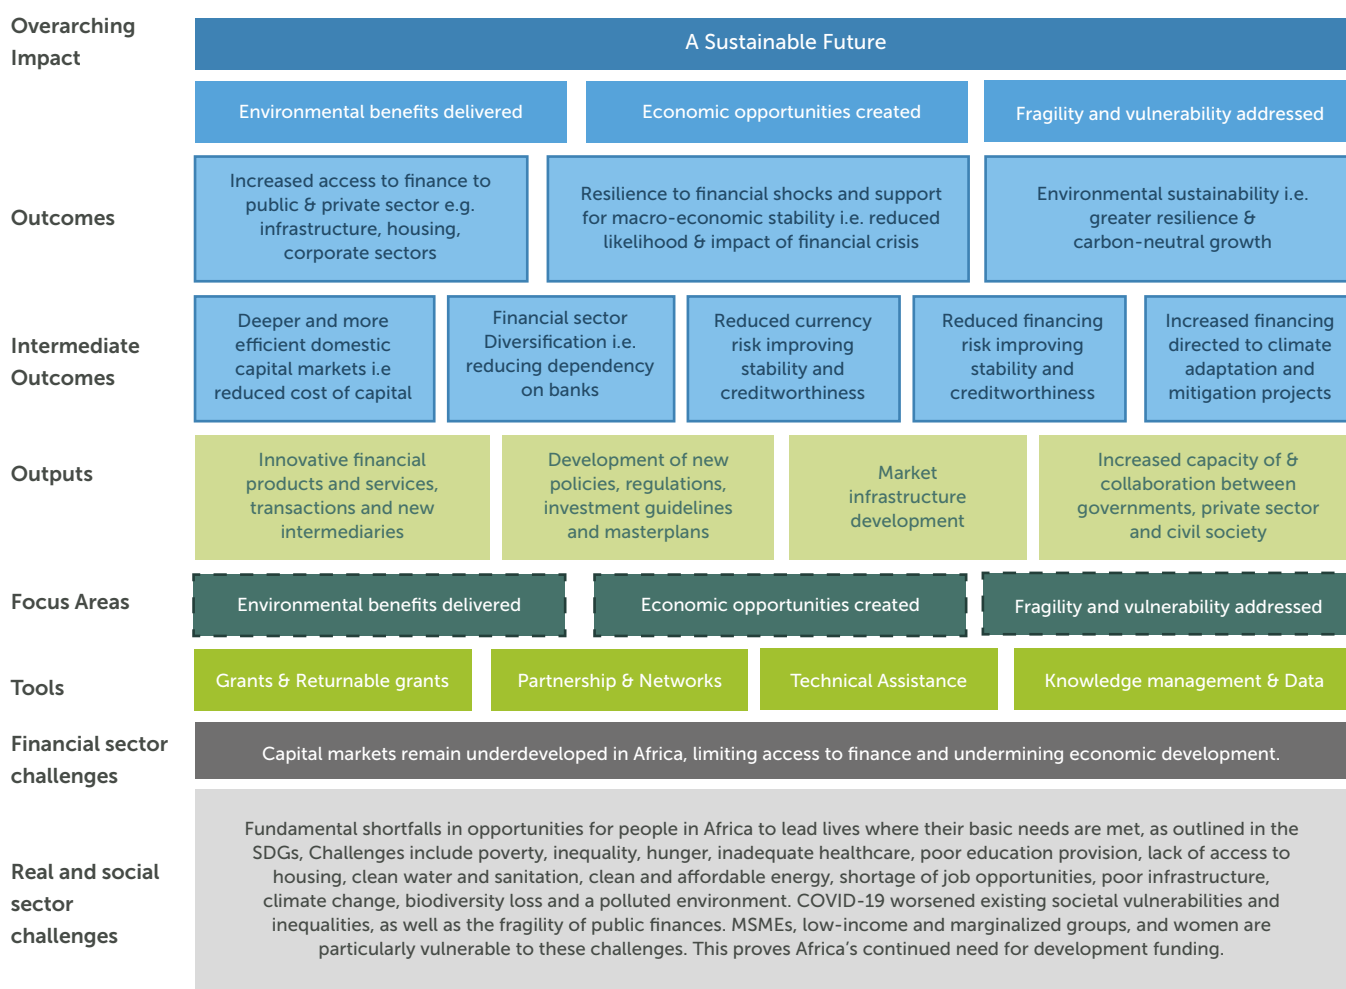 Overarching
Impact
A Sustainable Future
Environmental benefits delivered
Economic opportunities created
Fragility and vulnerability addressed
Outcomes
Increased access to finance to
public & private sector e.g.
infrastructure, housing,
corporate sectors
Resilience to financial shocks and support
for macro-economic stability i.e. reduced
likelihood & impact of financial crisis
Environmental sustainability i.e.
greater resilience &
carbon-neutral growth
Intermediate
Outcomes
Deeper and more
efficient domestic
capital markets i.e
reduced cost of capital
Financial sector
Diversification i.e.
reducing dependency
on banks
Reduced currency
risk improving
stability and
creditworthiness
Reduced financing
risk improving
stability and
creditworthiness
Increased financing
directed to climate
adaptation and
mitigation projects
Outputs
Innovative financial
products and services,
transactions and new
intermediaries
Development of new
policies, regulations,
investment guidelines
and masterplans
Market
infrastructure
development
Increased capacity of &
collaboration between
governments, private sector
and civil society
Focus Areas
Environmental benefits delivered
Economic opportunities created
Fragility and vulnerability addressed
Tools
Grants & Returnable grants
Partnership & Networks
Technical Assistance
Knowledge management & Data
Financial sector
challenges
Capital markets remain underdeveloped in Africa, limiting access to finance and undermining economic development.
Real and social
sector
challenges
Fundamental shortfalls in opportunities for people in Africa to lead lives where their basic needs are met, as outlined in the
SDGs, Challenges include poverty, inequality, hunger, inadequate healthcare, poor education provision, lack of access to
housing, clean water and sanitation, clean and affordable energy, shortage of job opportunities, poor infrastructure,
climate change, biodiversity loss and a polluted environment. COVID-19 worsened existing societal vulnerabilities and
inequalities, as well as the fragility of public finances. MSMEs, low-income and marginalized groups, and women are
particularly vulnerable to these challenges. This proves Africa's continued need for development funding.